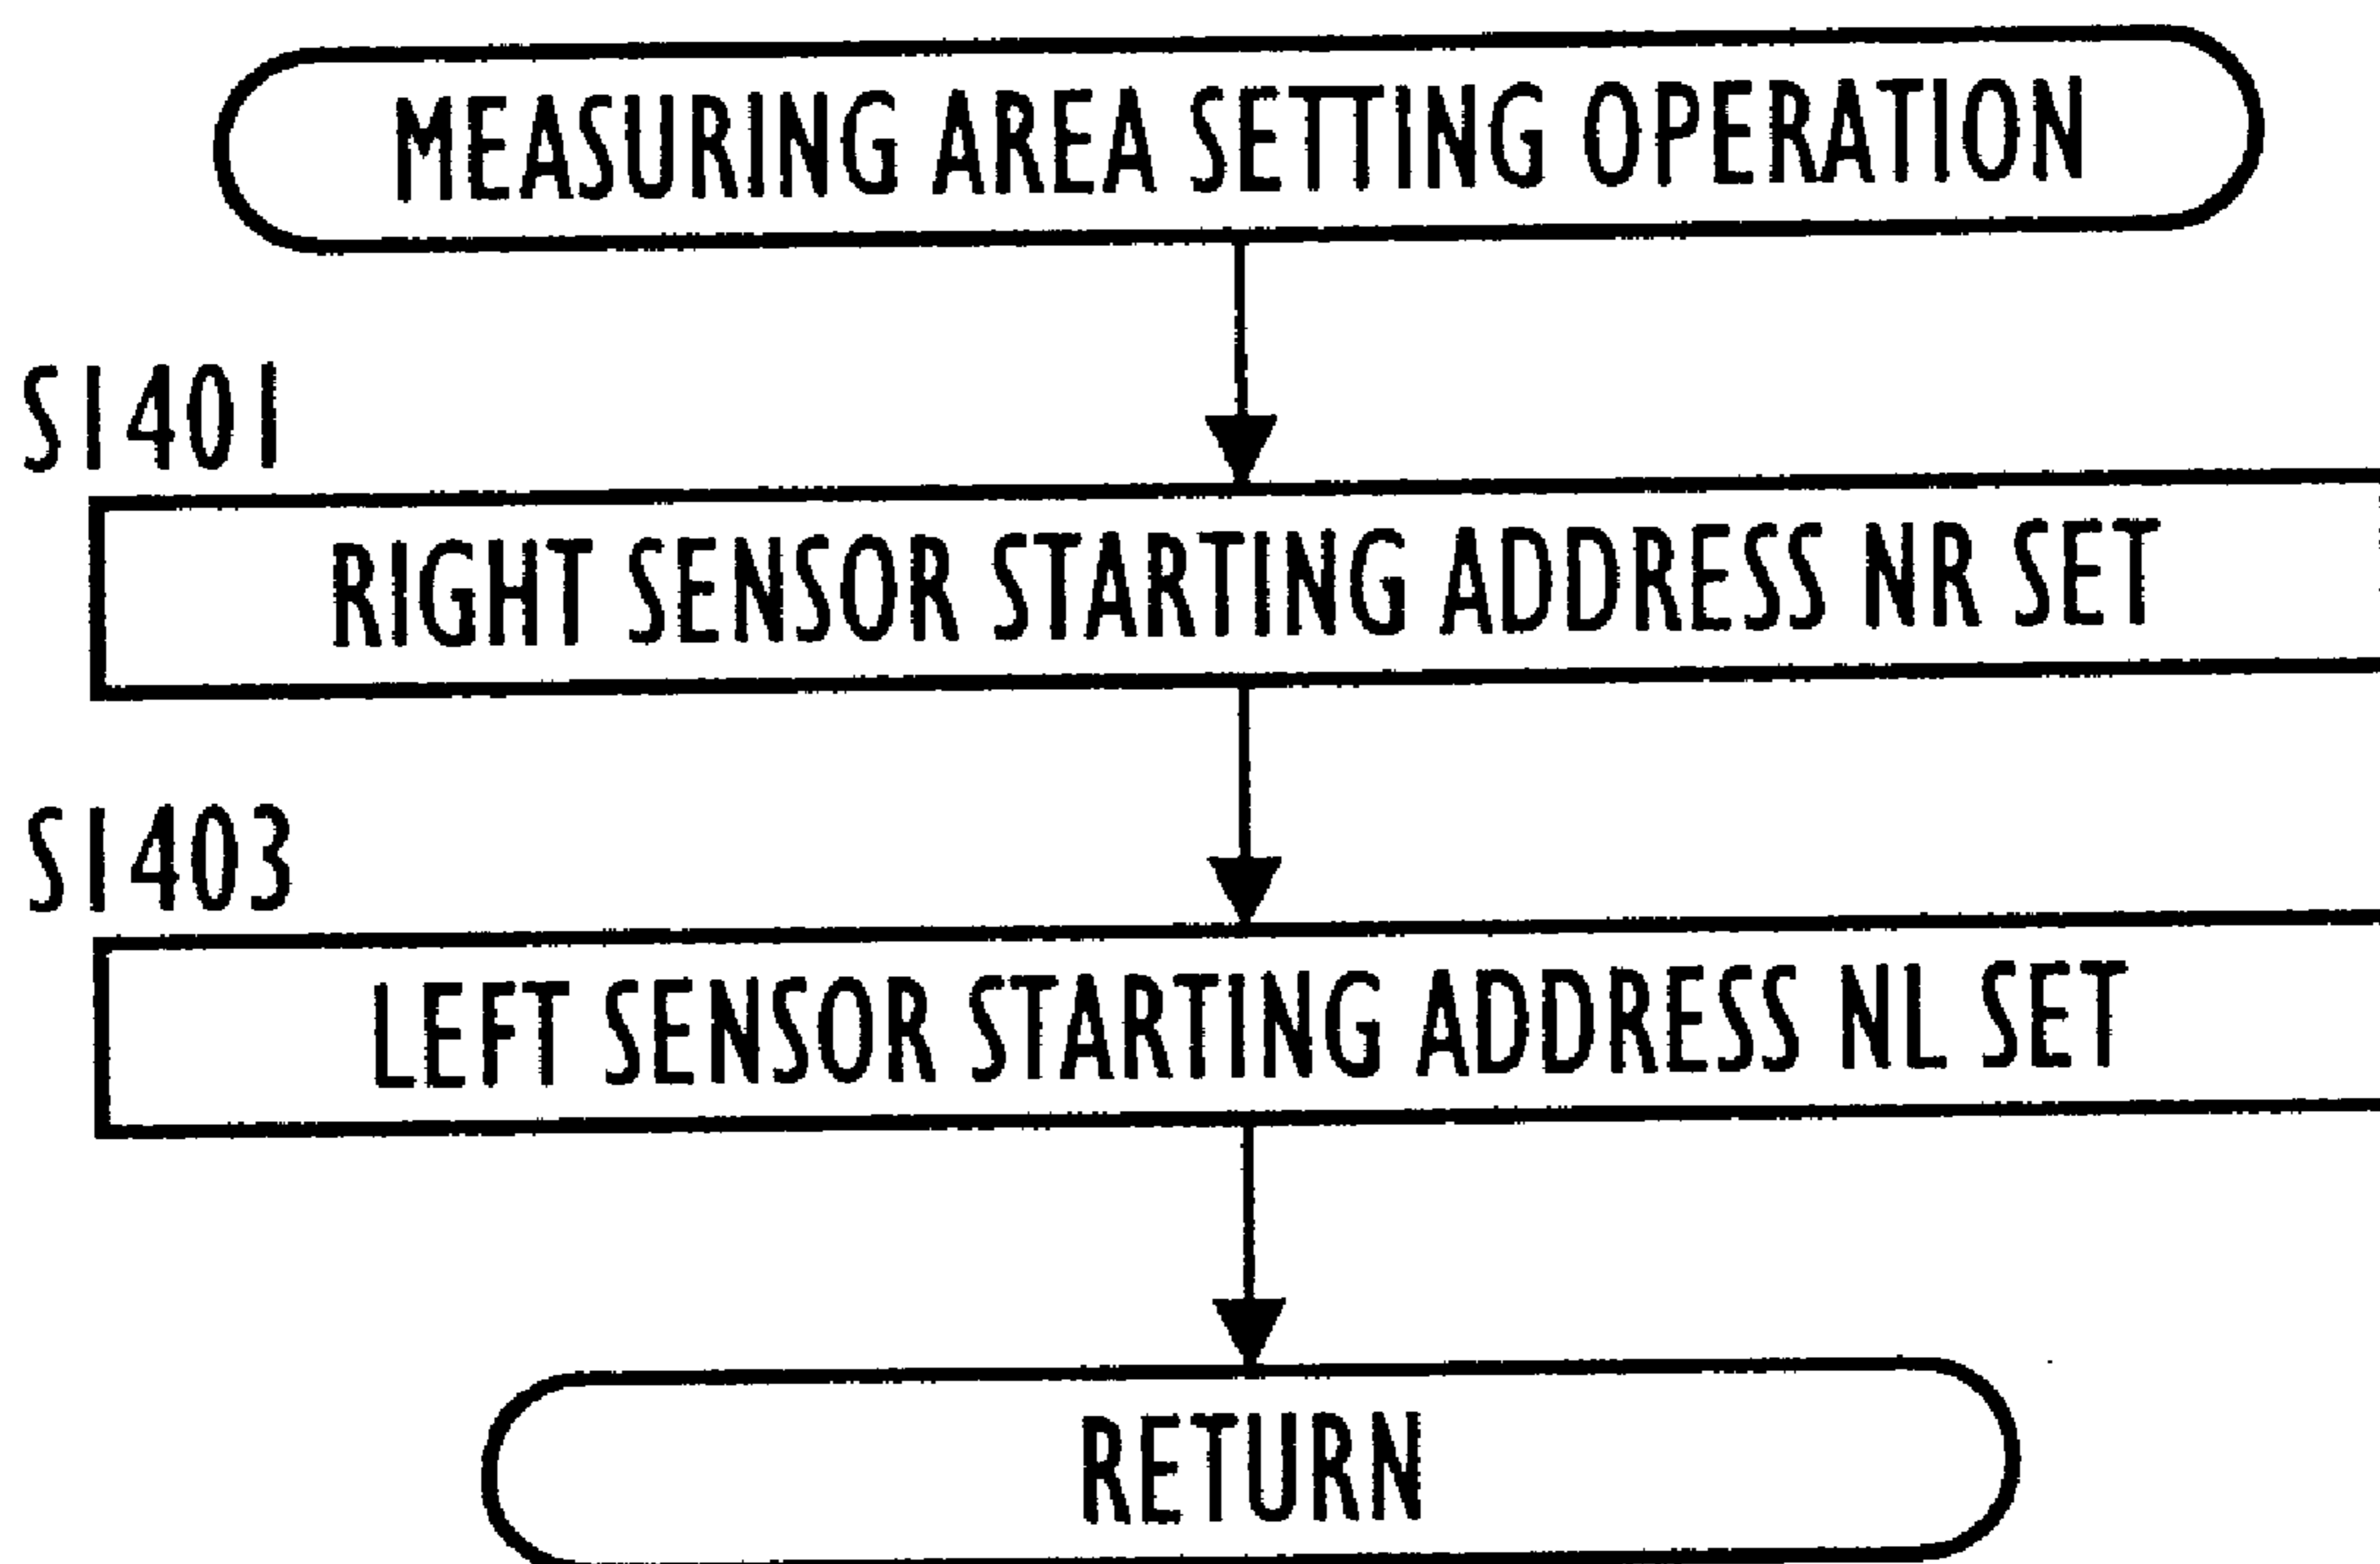 MEASURING AREA SETTING OPERATION
S1401
RIGHT SENSOR STARTING ADDRESS NR SET
S1403
LEFT SENSOR STARTING ADDRESS NL SET
RETURN